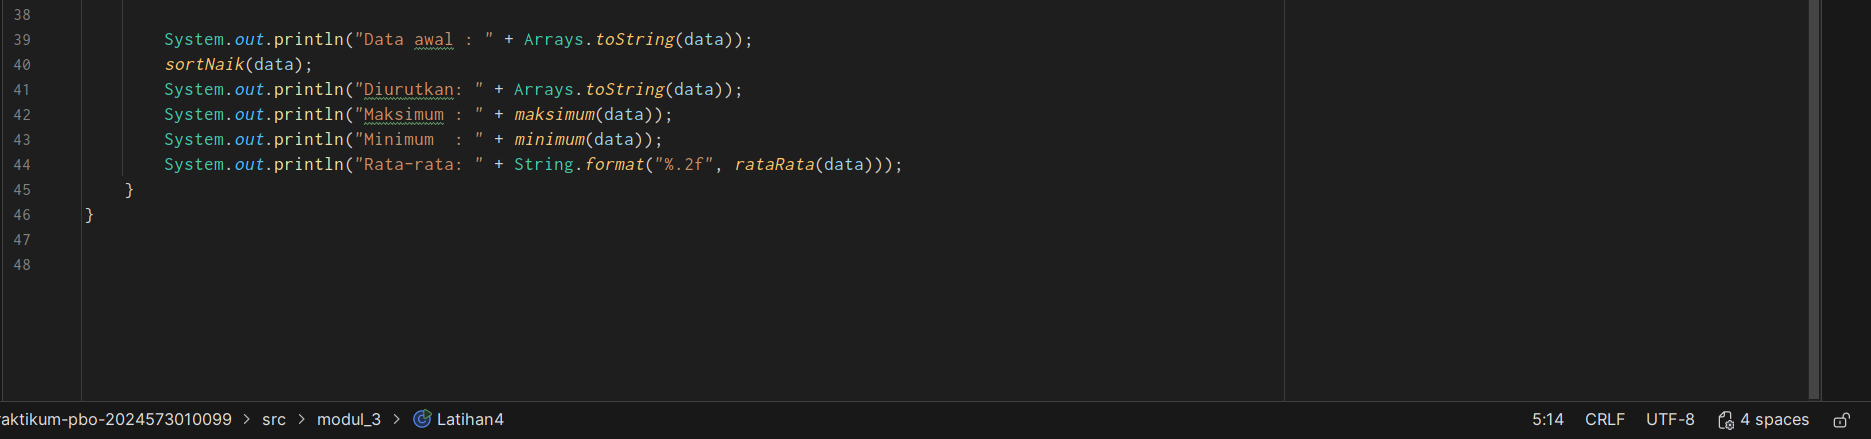 38
39 System.out.println("Data awal : " + Arrays.toString(data));
40 sortNaik(data);
41 System.out.println("Diurutkan: " + Arrays.toString(data));
42 System.out.println("Maksimum : " + maksimum(data));
43 System.out.println("Minimum  : " + minimum(data));
44 System.out.println("Rata-rata: " + String.format("%.2f", rataRata(data)));
45 }
46 }
47
48
raktikum-pbo-2024573010099 > src > modul_3 > Latihan4 5:14 CRLF UTF-8 4 spaces